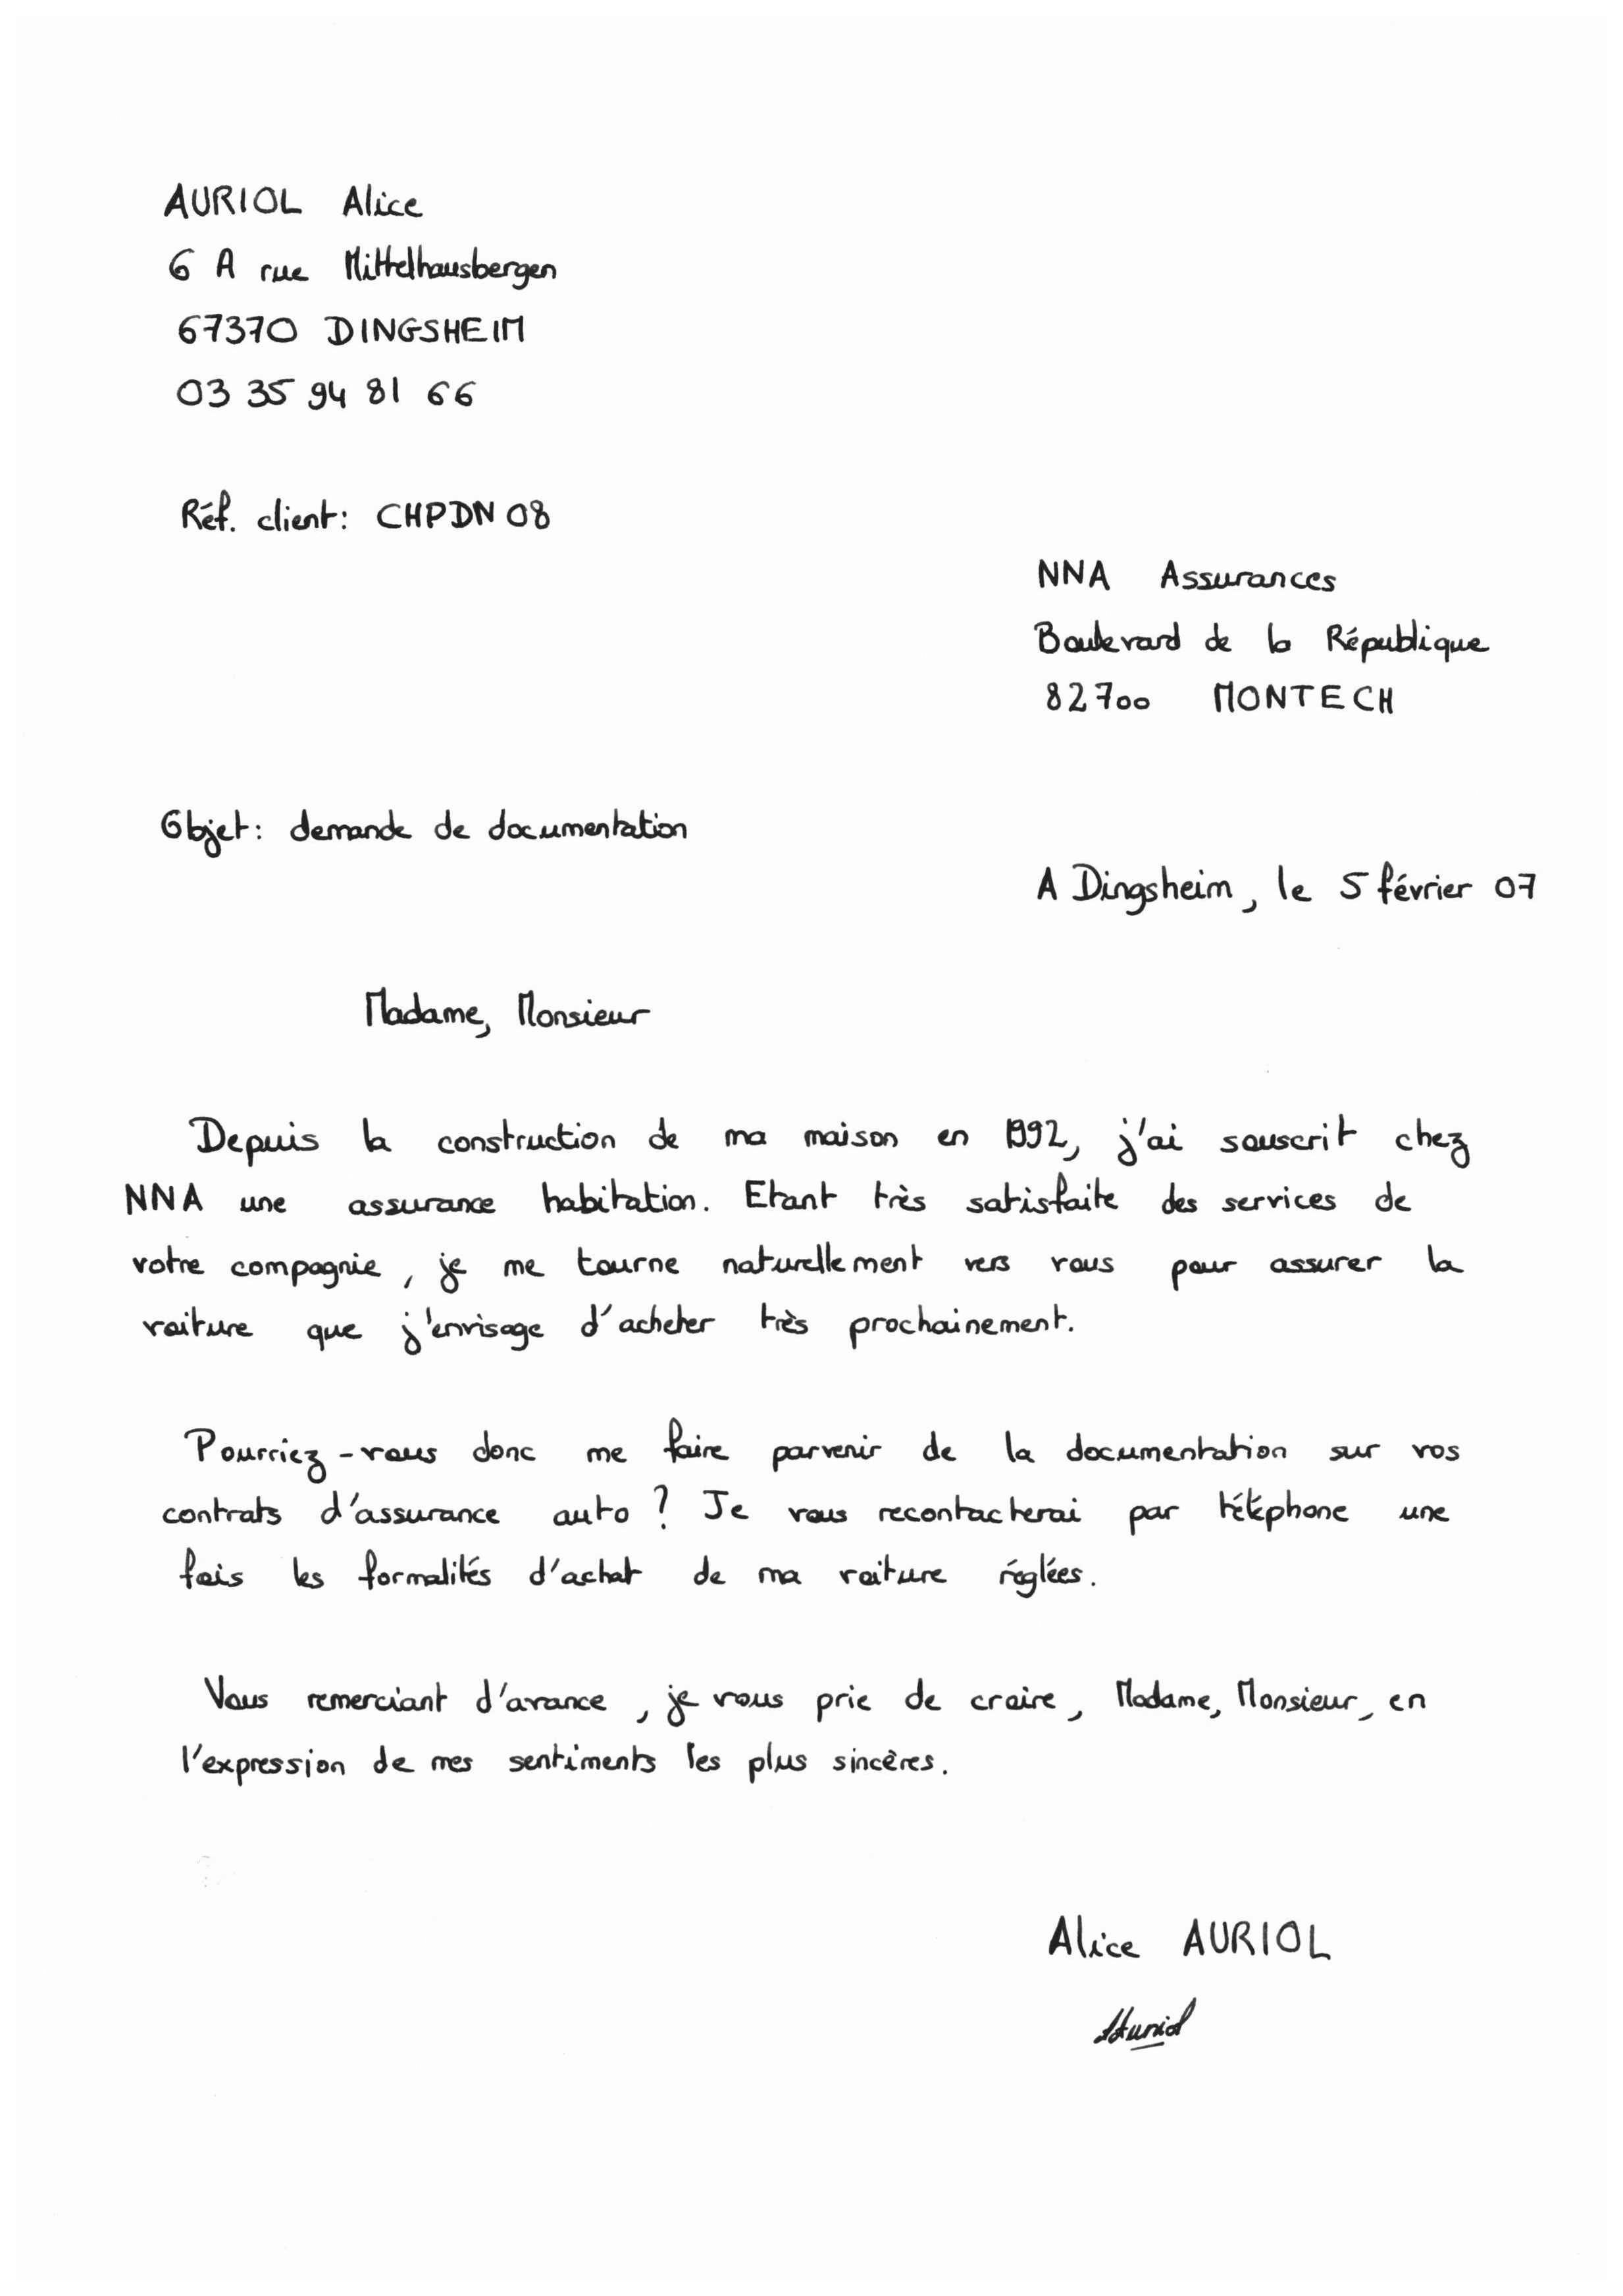 AURIOL Alice
6 A rue Mittelhausbergen
67370 DINGSHEIM
03 35 94 81 66
Réf. client: CHPDN08
NNA Assurances
Boulevard de la République
82700 MONTECH
Objet: demande de documentation
A Dingsheim, le 5 février 07
Madame, Monsieur
Depuis la construction de ma maison en 1992, j'ai souscrit chez
NNA une assurance habitation. Etant très satisfaite des services de
votre compagnie, je me tourne naturellement vers vous pour assurer la
voiture que j'envisage d'acheter très prochainement.
Pourriez-vous donc me faire parvenir de la documentation sur vos
contrats d'assurance auto ? Je vous recontacterai par téléphone une
fois les formalités d'achat de ma voiture réglées.
Vous remerciant d'avance, je vous prie de croire, Madame, Monsieur, en
l'expression de mes sentiments les plus sincères.
Alice AURIOL